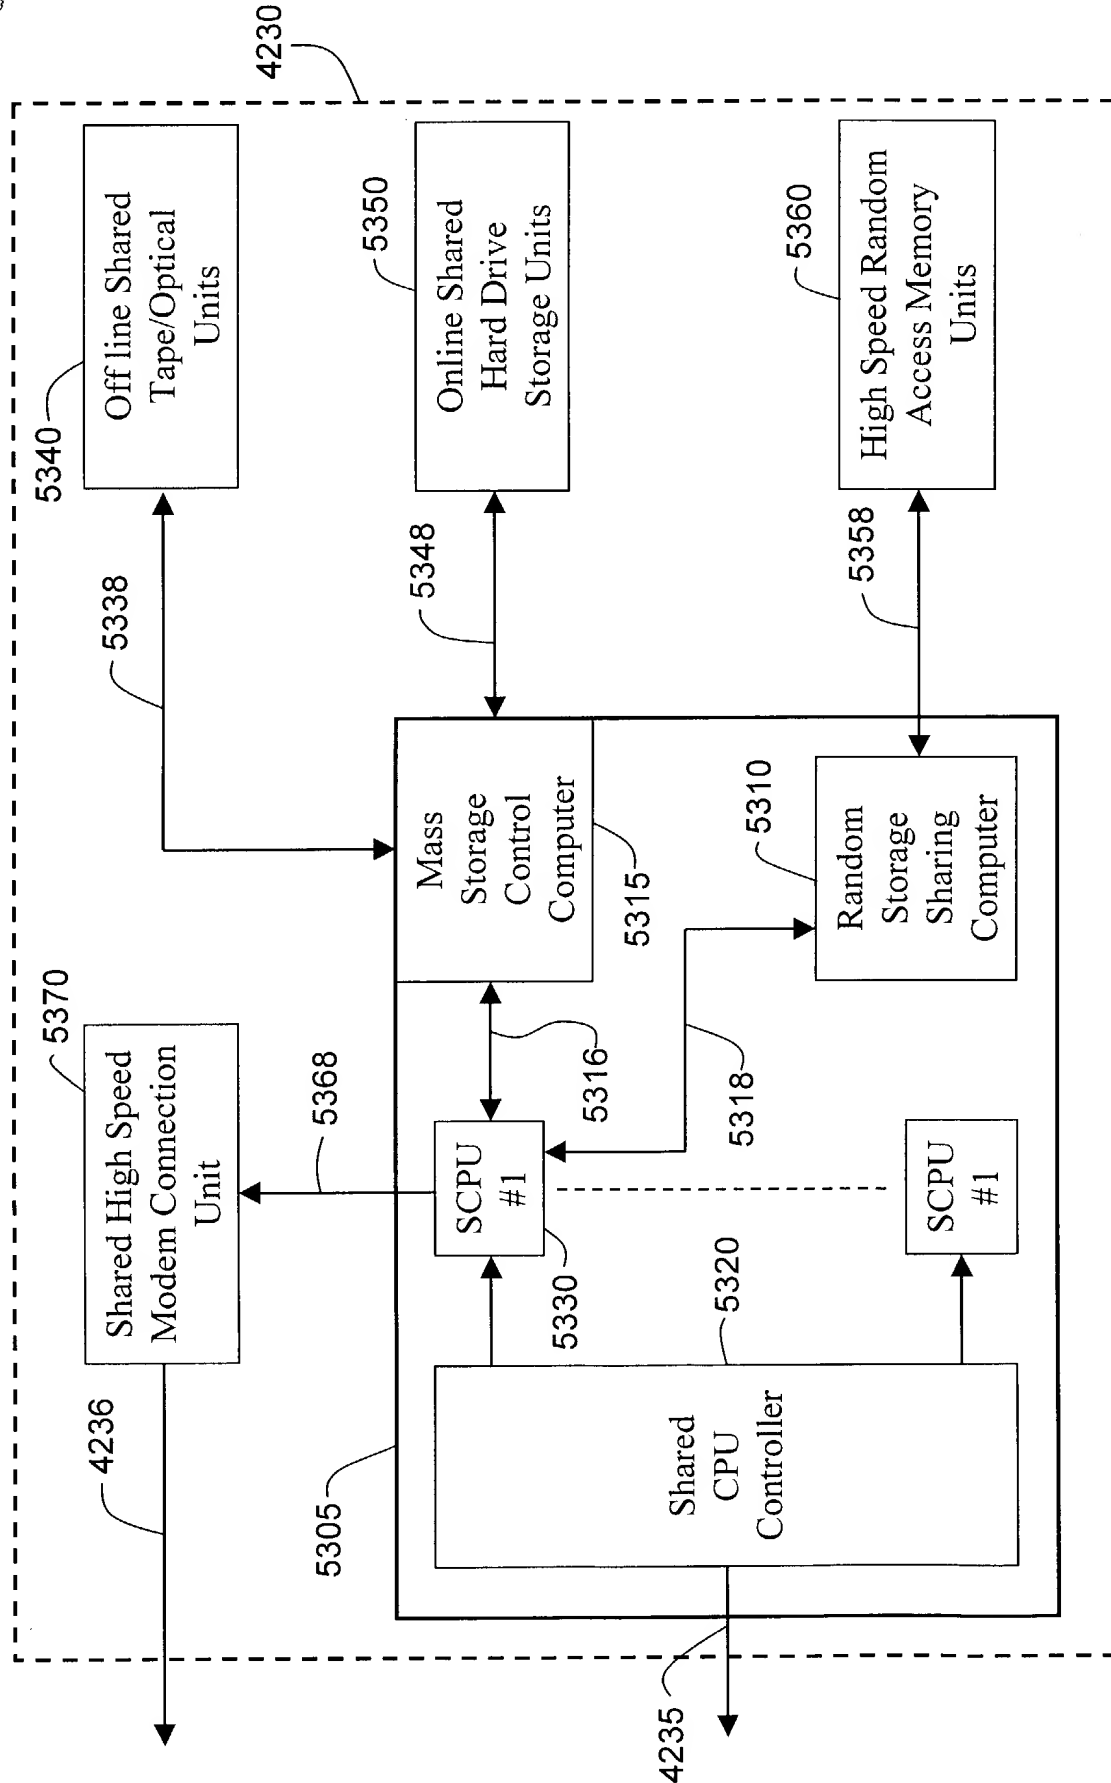 4230
5340
Off line Shared
Tape/Optical
Units
5338
5350
Online Shared
Hard Drive
Storage Units
5348
5360
High Speed Random
Access Memory
Units
5358
5370
Shared High Speed
Modem Connection
Unit
5368
4236
Mass
Storage
Control
Computer
5315
5316
5310
Random
Storage
Sharing
Computer
5318
SCPU
#1
5330
SCPU
#1
5320
Shared
CPU
Controller
5305
4235